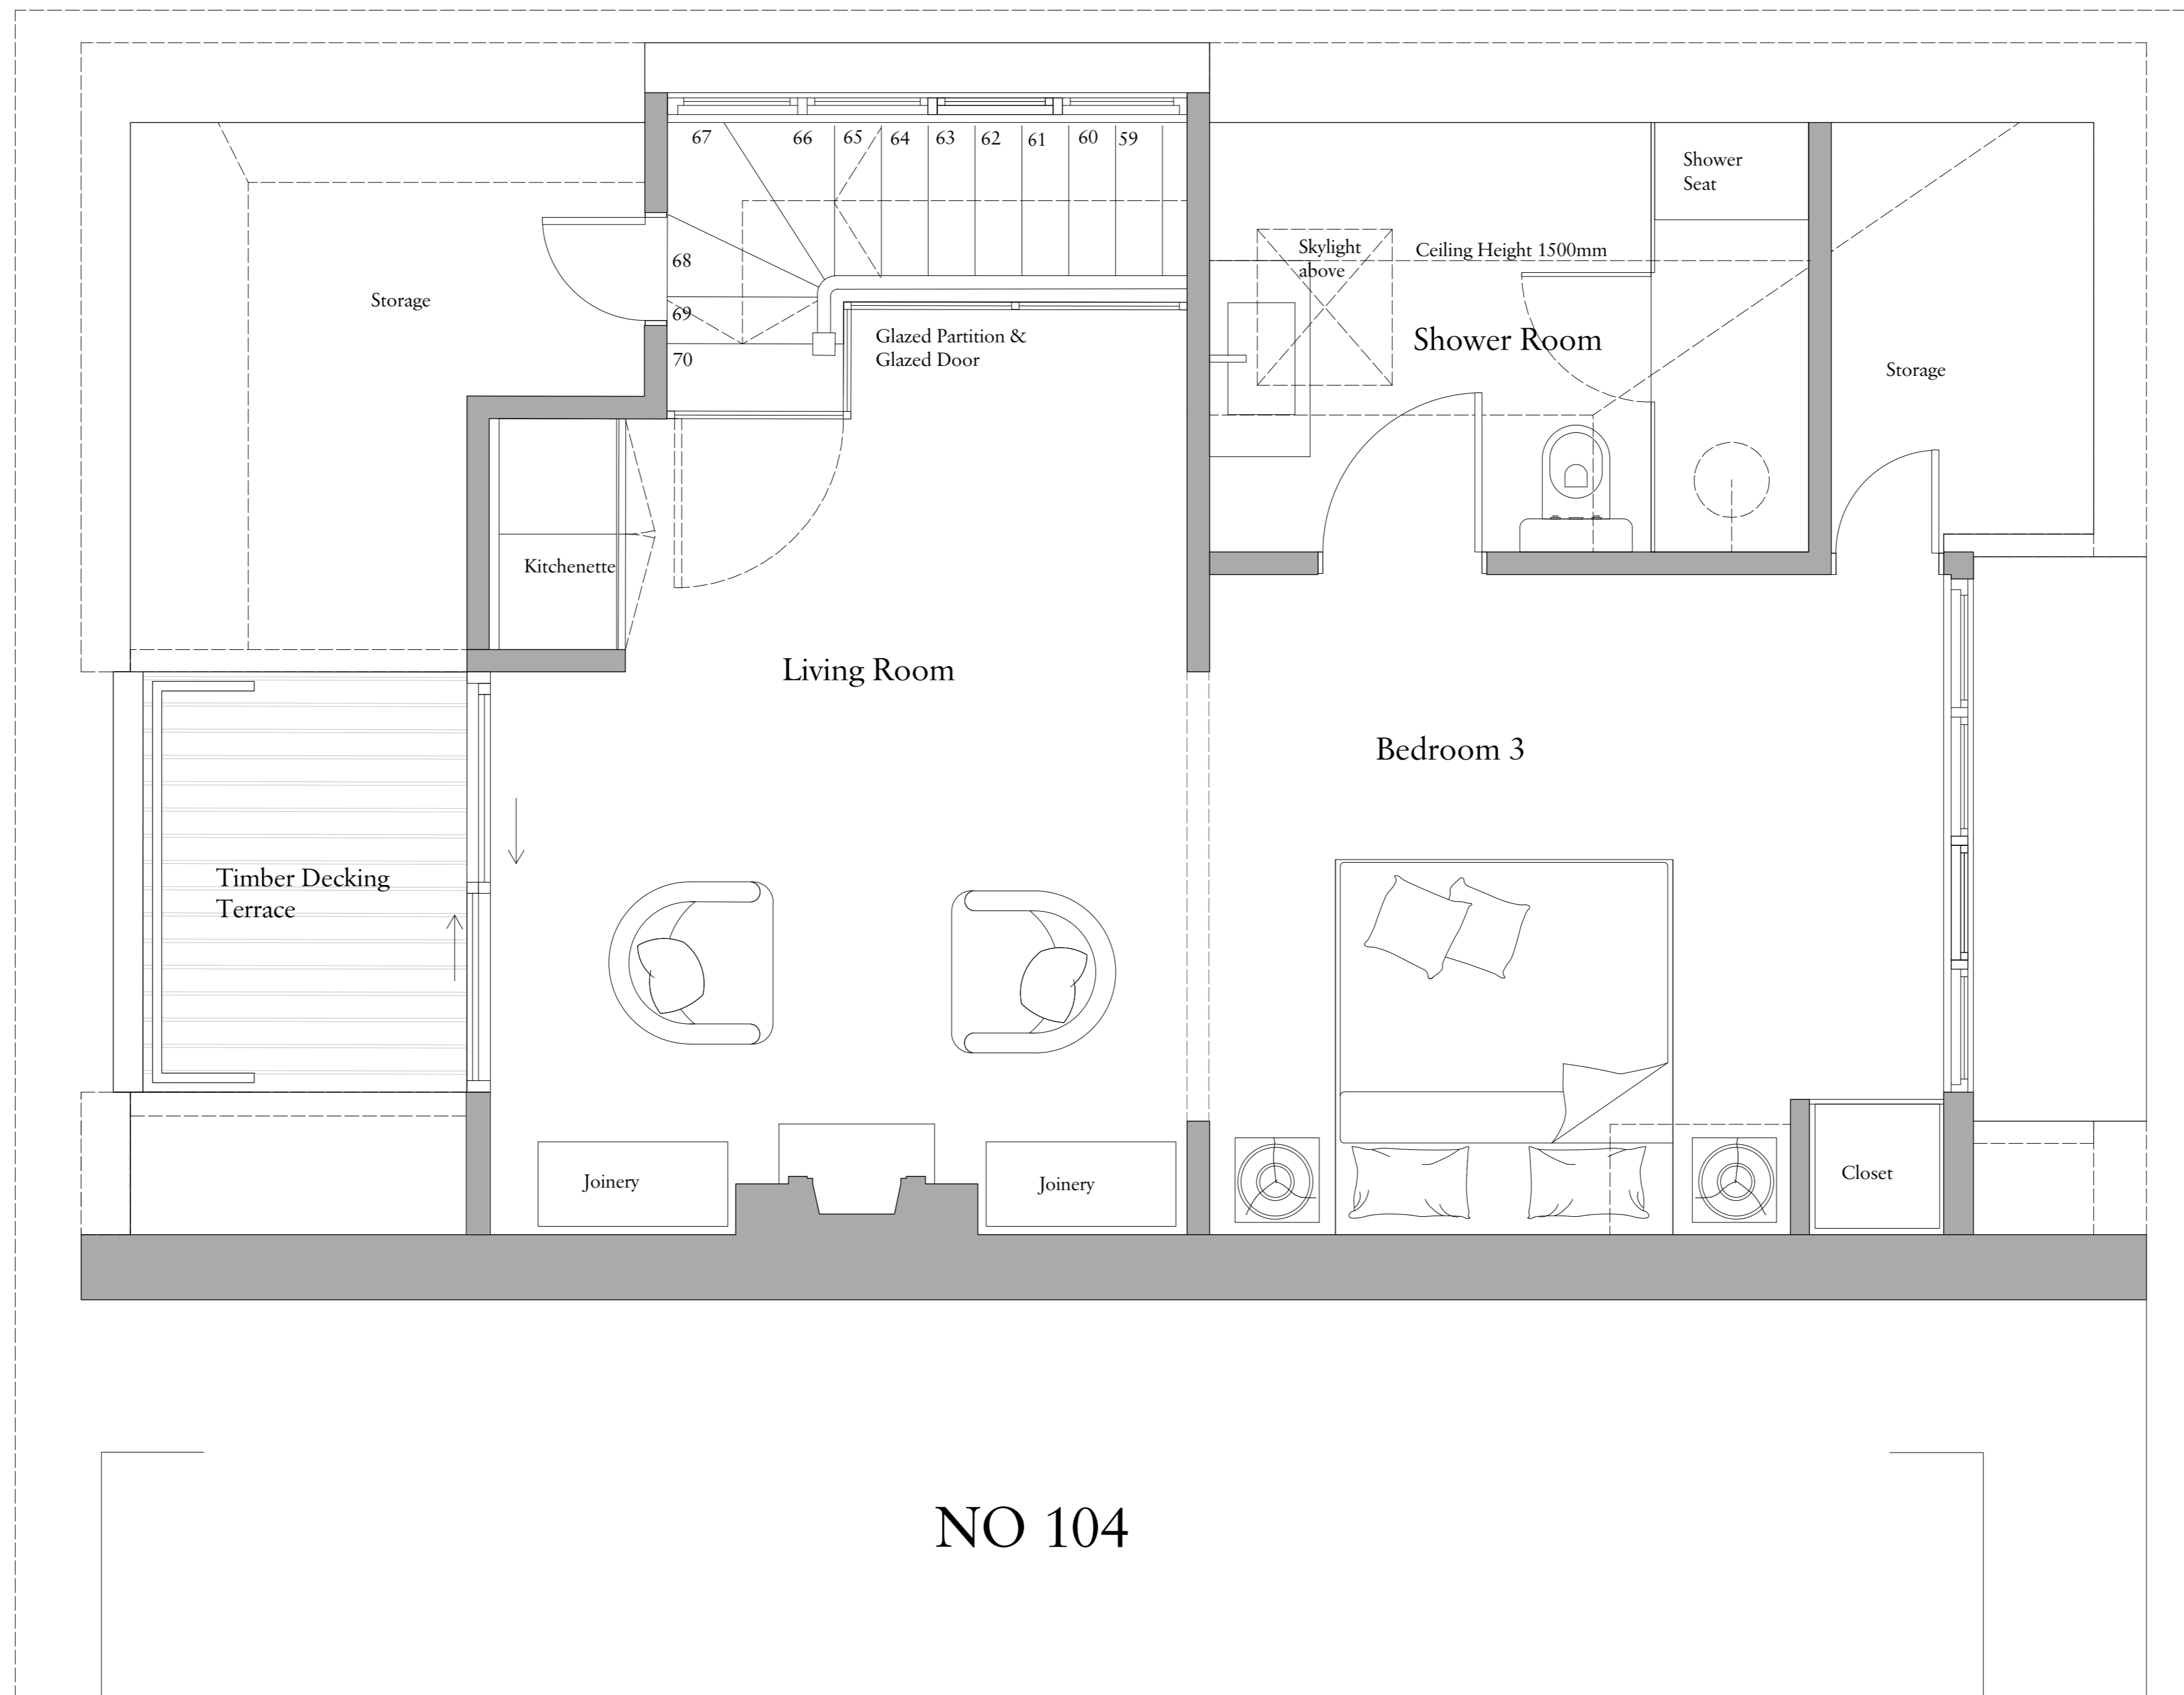 67 66 65 64 63 62 61 60 59
68
69
70
Storage
Glazed Partition &
Glazed Door
Shower
Seat
Skylight
above
Ceiling Height 1500mm
Shower Room
Storage
Kitchenette
Living Room
Bedroom 3
Timber Decking
Terrace
Joinery
Joinery
Closet
NO 104